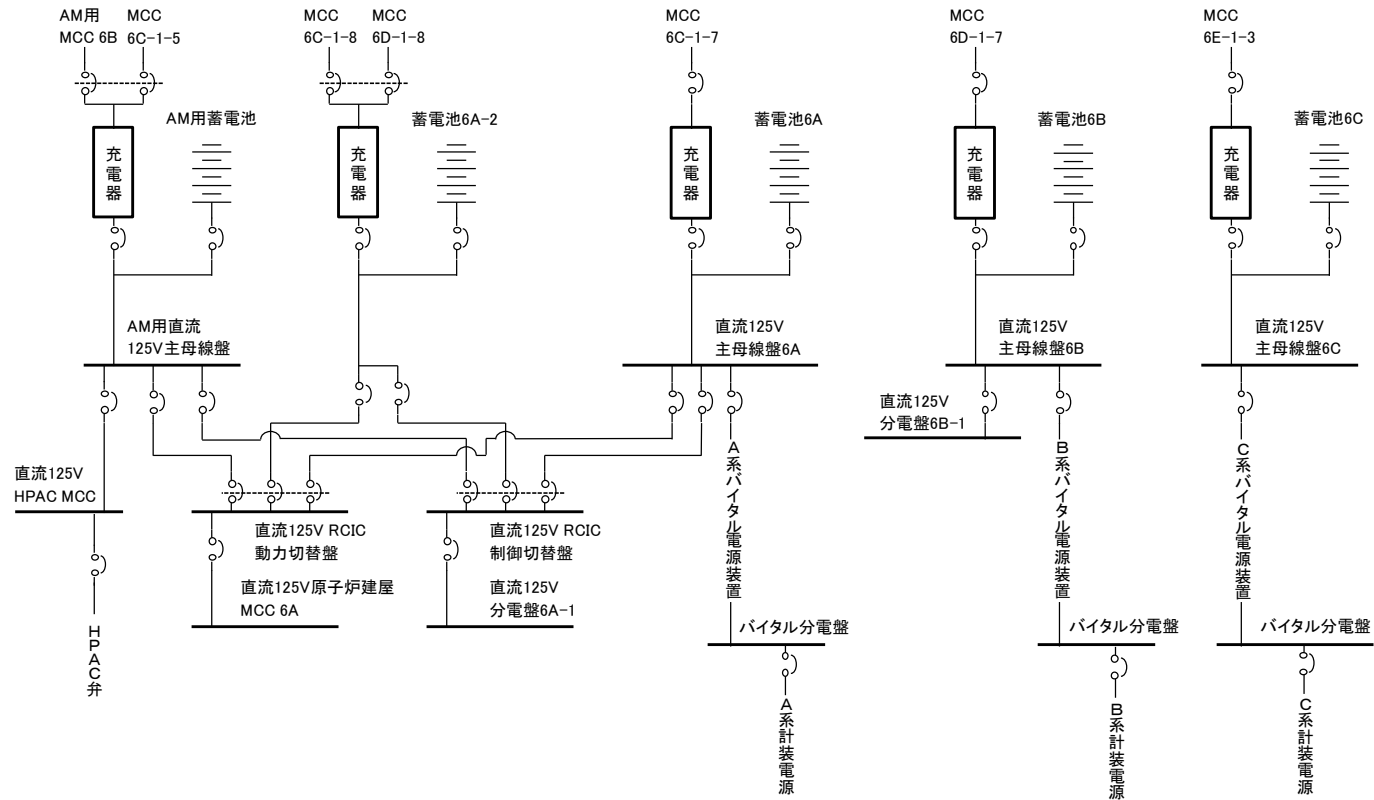 AM用
MCC 6B
MCC
6C-1-5
MCC
6C-1-8
MCC
6D-1-8
MCC
6C-1-7
MCC
6D-1-7
MCC
6E-1-3
充電器
AM用蓄電池
充電器
蓄電池6A-2
充電器
蓄電池6A
充電器
蓄電池6B
充電器
蓄電池6C
AM用直流
125V主母線盤
直流125V
主母線盤6A
直流125V
主母線盤6B
直流125V
主母線盤6C
直流125V
分電盤6B-1
直流125V
HPAC MCC
直流125V RCIC
動力切替盤
直流125V RCIC
制御切替盤
A系バイタル電源装置
B系バイタル電源装置
C系バイタル電源装置
直流125V原子炉建屋
MCC 6A
直流125V
分電盤6A-1
HPAC弁
バイタル分電盤
バイタル分電盤
バイタル分電盤
A系計装電源
B系計装電源
C系計装電源